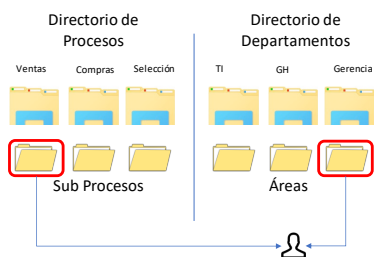 Directorio de
Procesos
Directorio de
Departamentos
Ventas
Compras
Selección
TI
GH
Gerencia
Sub Procesos
Áreas